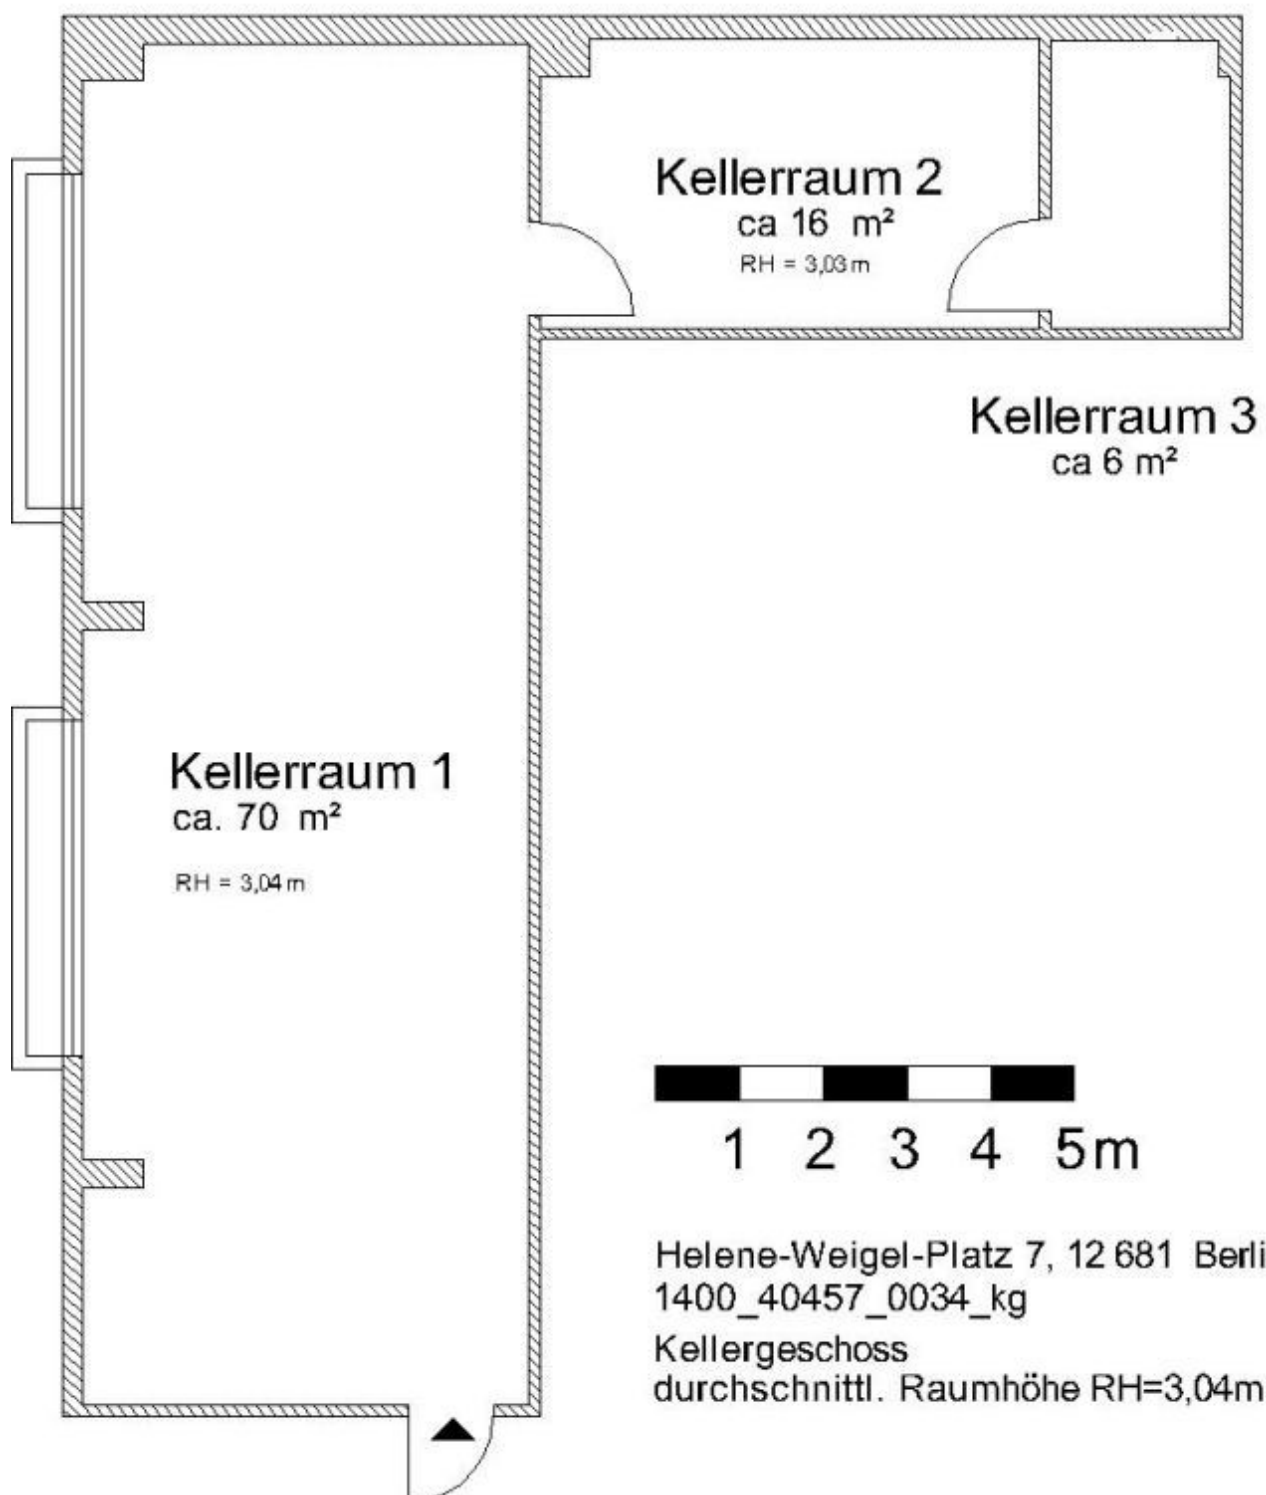 Kellerraum 2
ca 16 m²
RH = 3,03 m
Kellerraum 3
ca 6 m²
Kellerraum 1
ca. 70 m²
RH = 3,04 m
1 2 3 4 5m
Helene-Weigel-Platz 7, 12 681 Berli
1400_40457_0034_kg
Kellergeschoss
durchschnittl. Raumhöhe RH=3,04m